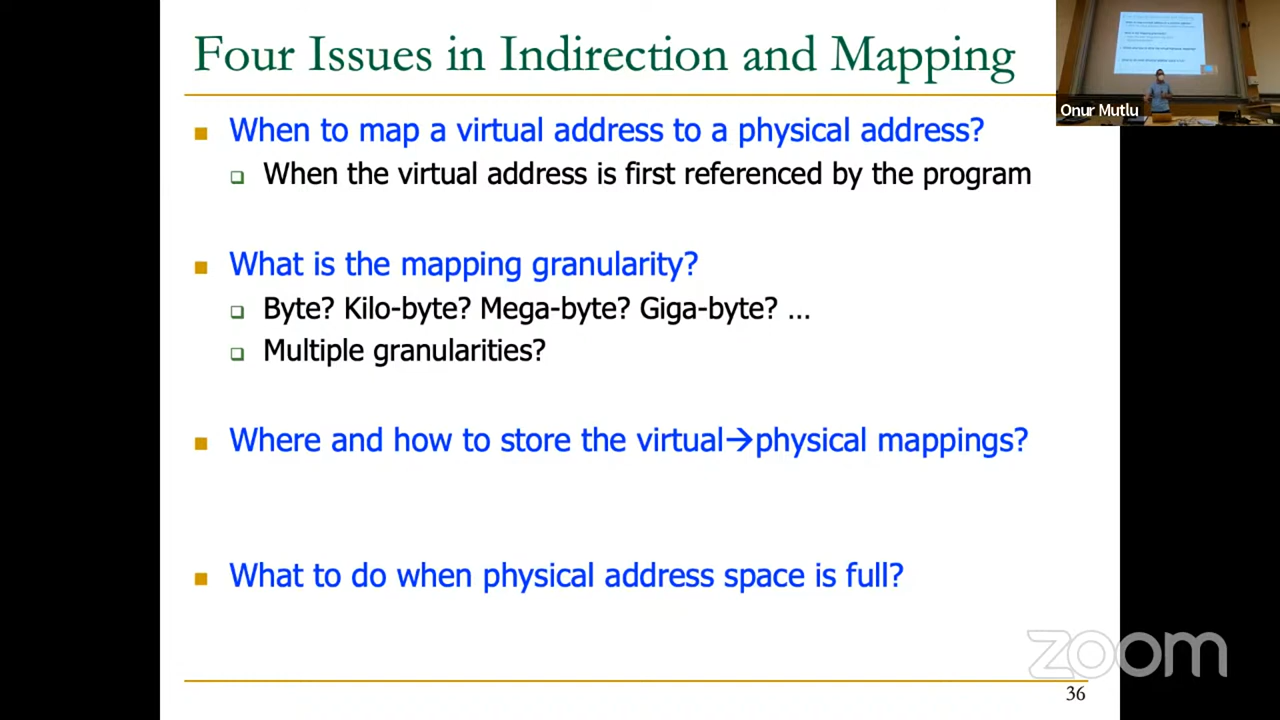 Four Issues in Indirection and Mapping
Onur Mutlu
When to map a virtual address to a physical address?
When the virtual address is first referenced by the program
What is the mapping granularity?
Byte? Kilo-byte? Mega-byte? Giga-byte? ...
Multiple granularities?
Where and how to store the virtual→physical mappings?
What to do when physical address space is full?
zoom
36